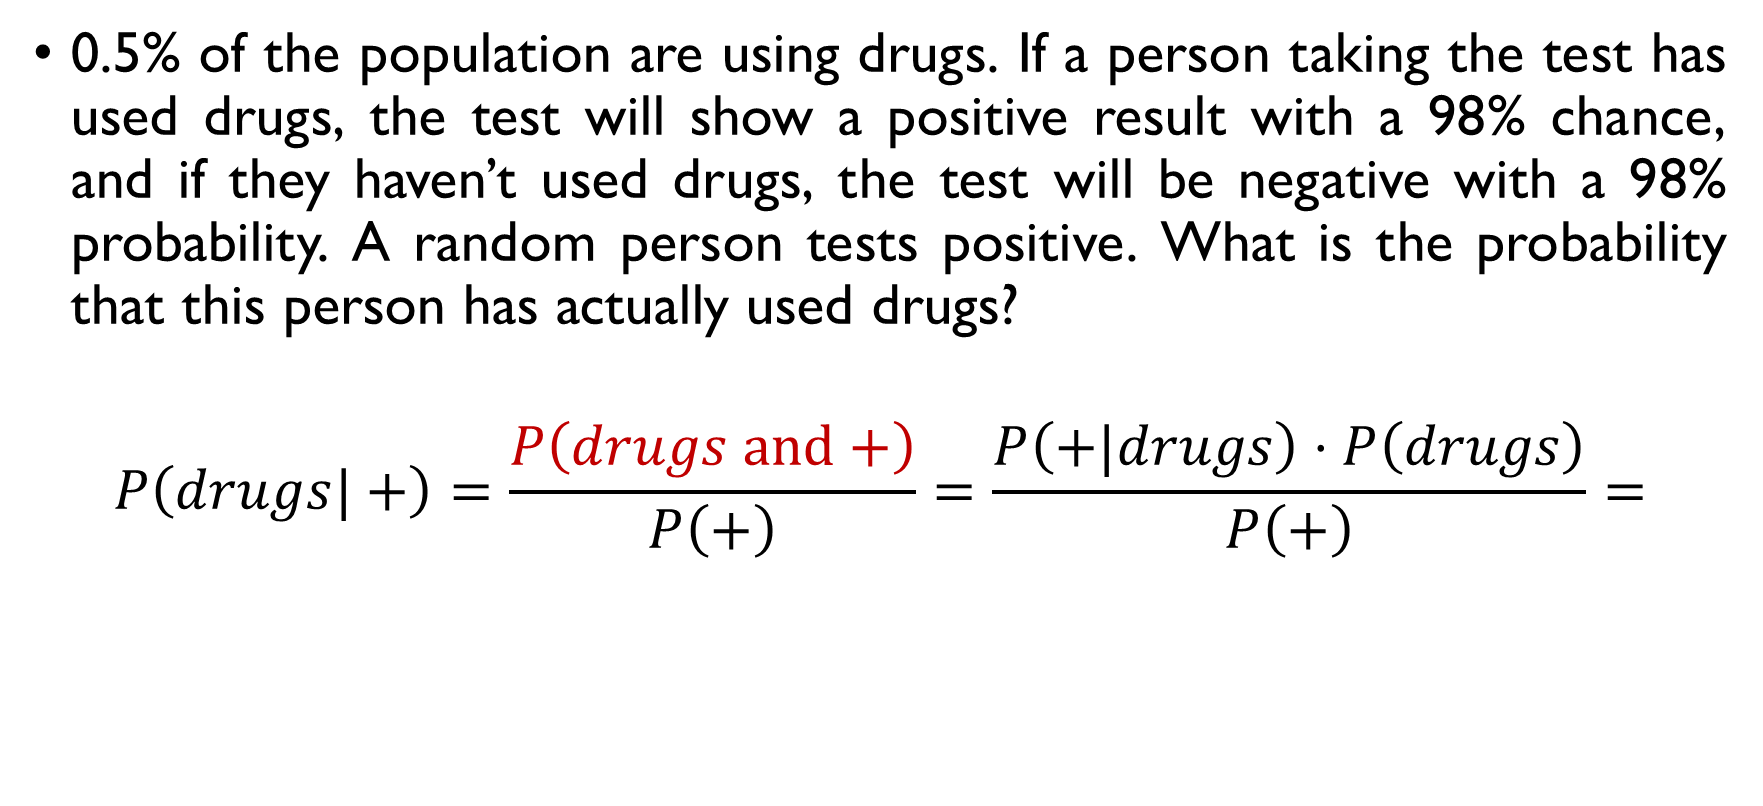 • 0.5% of the population are using drugs. If a person taking the test has
used drugs, the test will show a positive result with a 98% chance,
and if they haven’t used drugs, the test will be negative with a 98%
probability. A random person tests positive. What is the probability
that this person has actually used drugs?
P(drugs| +) = P(drugs and +) / P(+) = P(+|drugs) · P(drugs) / P(+) =